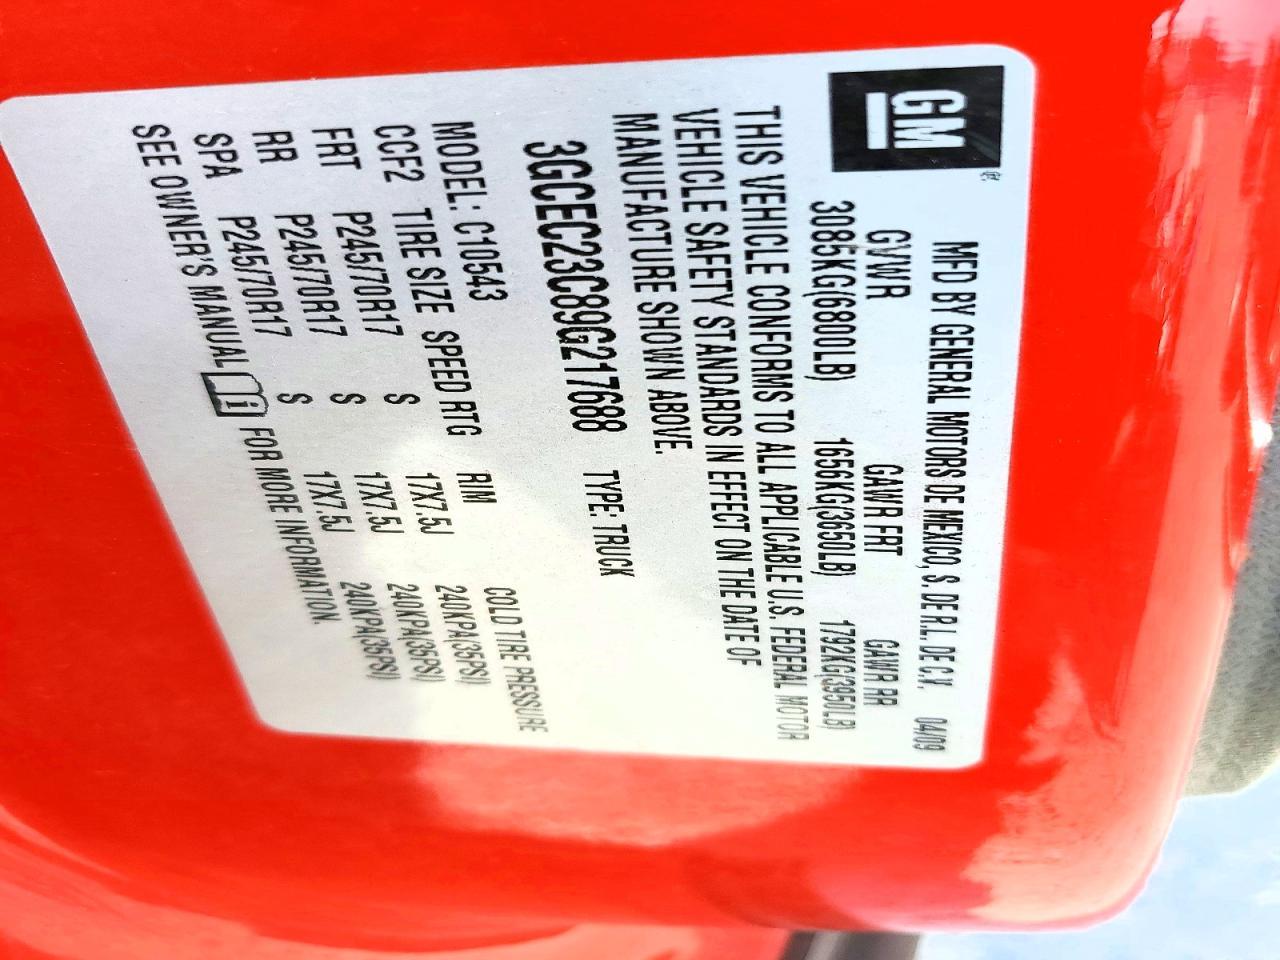 GM
MFD BY GENERAL MOTORS DE MEXICO, S. DE R.L. DE C.V. 04/09
GVWR GAWR FRT GAWR RR
3085KG(6800LB) 1656KG(3650LB) 1792KG(3950LB)
THIS VEHICLE CONFORMS TO ALL APPLICABLE U.S. FEDERAL MOTOR
VEHICLE SAFETY STANDARDS IN EFFECT ON THE DATE OF
MANUFACTURE SHOWN ABOVE.
3GCEC23C89G217688 TYPE: TRUCK
MODEL: C10543
CCF2 TIRE SIZE SPEED RTG RIM COLD TIRE PRESSURE
FRT P245/70R17 S 17X7.5J 240KPA(35PSI)
RR P245/70R17 S 17X7.5J 240KPA(35PSI)
SPA P245/70R17 S 17X7.5J 240KPA(35PSI)
SEE OWNER'S MANUAL i FOR MORE INFORMATION.